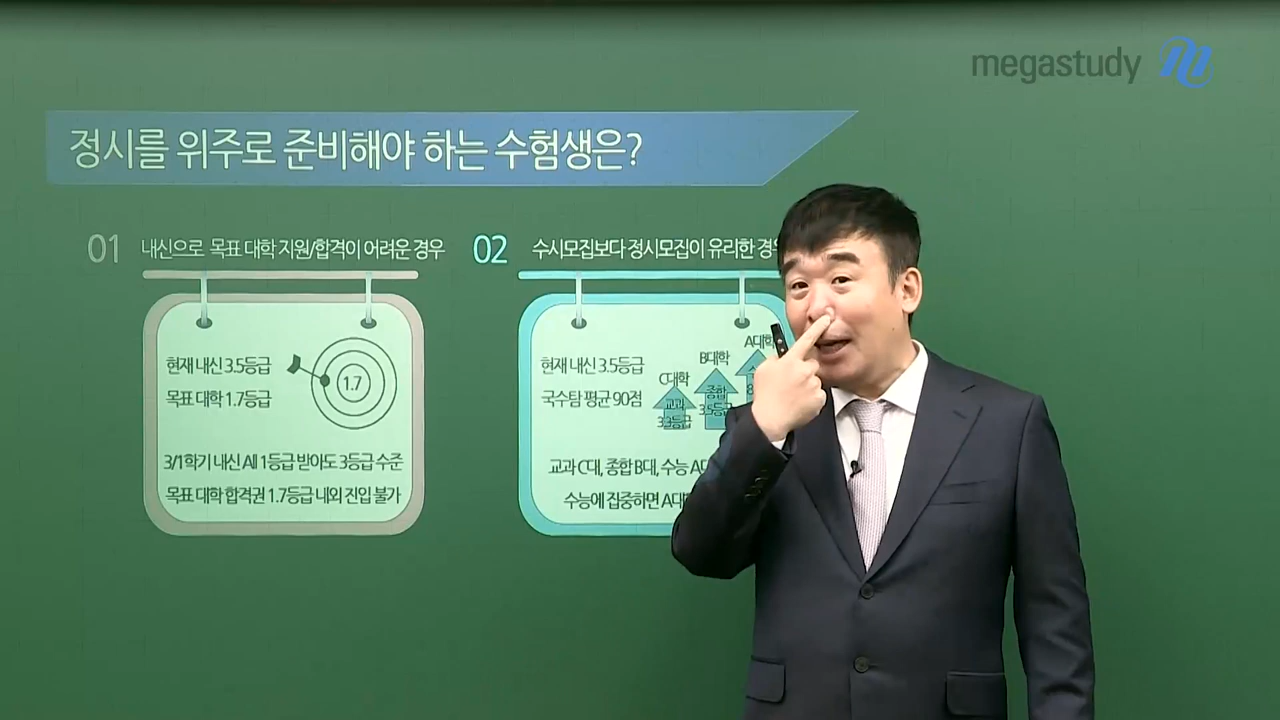 megastudy
정시를 위주로 준비해야 하는 수험생은?
01 내신으로 목표 대학 지원/합격이 어려운 경우
현재 내신 3.5등급
목표 대학 1.7등급
1.7
3/1학기 내신 All 1등급 받아도 3등급 수준
목표 대학 합격권 1.7등급 내외 진입 불가
02 수시모집보다 정시모집이 유리한 경우
현재 내신 3.5등급
국수탐 평균 90점
C대학
교과
3.3등급
B대학
종합
3.5등급
A대학
교과 C대, 종합 B대, 수능
수능에 집중하면